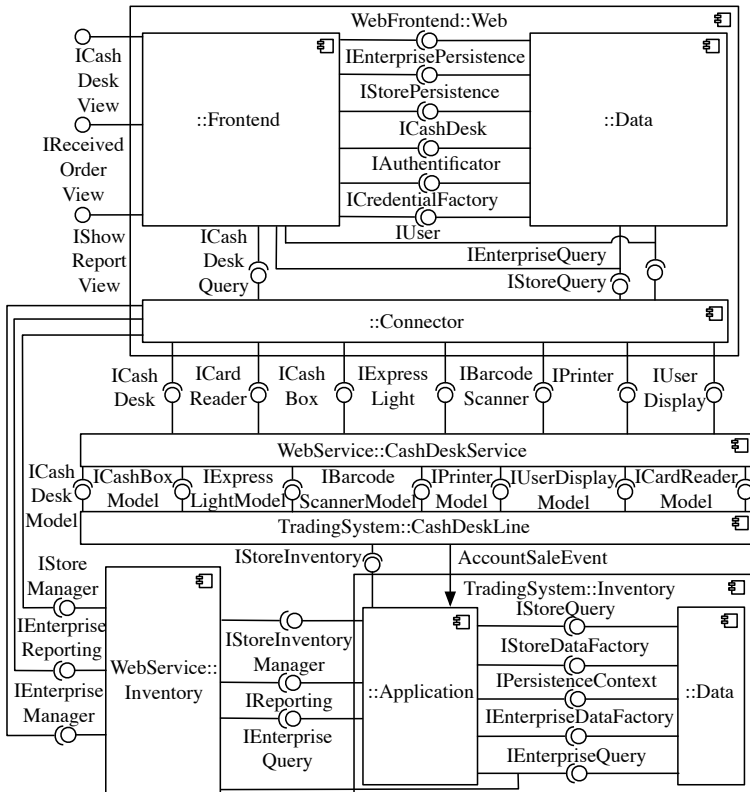 WebFrontend::Web
ICash
Desk
View
IReceived
Order
View
IShow
Report
View
::Frontend
IEnterprisePersistence
IStorePersistence
ICashDesk
IAuthentificator
ICredentialFactory
IUser
::Data
ICash
Desk
Query
IEnterpriseQuery
IStoreQuery
::Connector
ICash
Desk
ICard
Reader
ICash
Box
IExpress
Light
IBarcode
Scanner
IPrinter
IUser
Display
WebService::CashDeskService
ICash
Desk
Model
ICashBox
Model
IExpress
LightModel
IBarcode
ScannerModel
IPrinter
Model
IUserDisplay
Model
ICardReader
Model
TradingSystem::CashDeskLine
IStoreInventory
AccountSaleEvent
IStore
Manager
IEnterprise
Reporting
IEnterprise
Manager
WebService::
Inventory
IStoreInventory
Manager
IReporting
IEnterprise
Query
TradingSystem::Inventory
::Application
IStoreQuery
IStoreDataFactory
IPersistenceContext
IEnterpriseDataFactory
IEnterpriseQuery
::Data